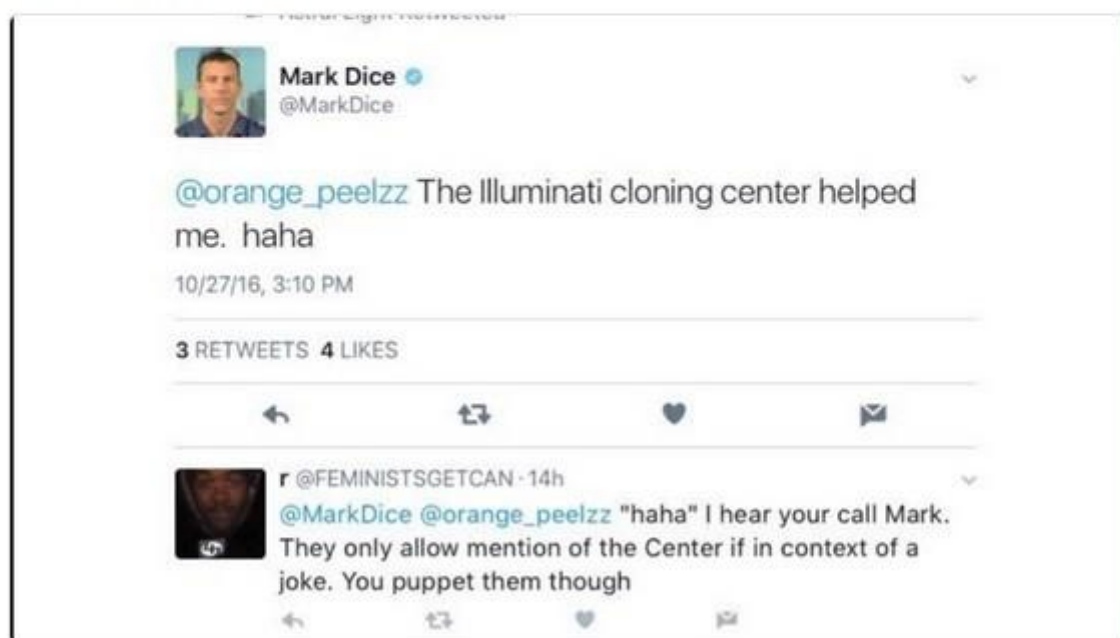 Mark Dice
@MarkDice
@orange_peelzz The Illuminati cloning center helped
me. haha
10/27/16, 3:10 PM
3 RETWEETS 4 LIKES
r @FEMINISTSGETCAN · 14h
@MarkDice @orange_peelzz "haha" I hear your call Mark.
They only allow mention of the Center if in context of a
joke. You puppet them though